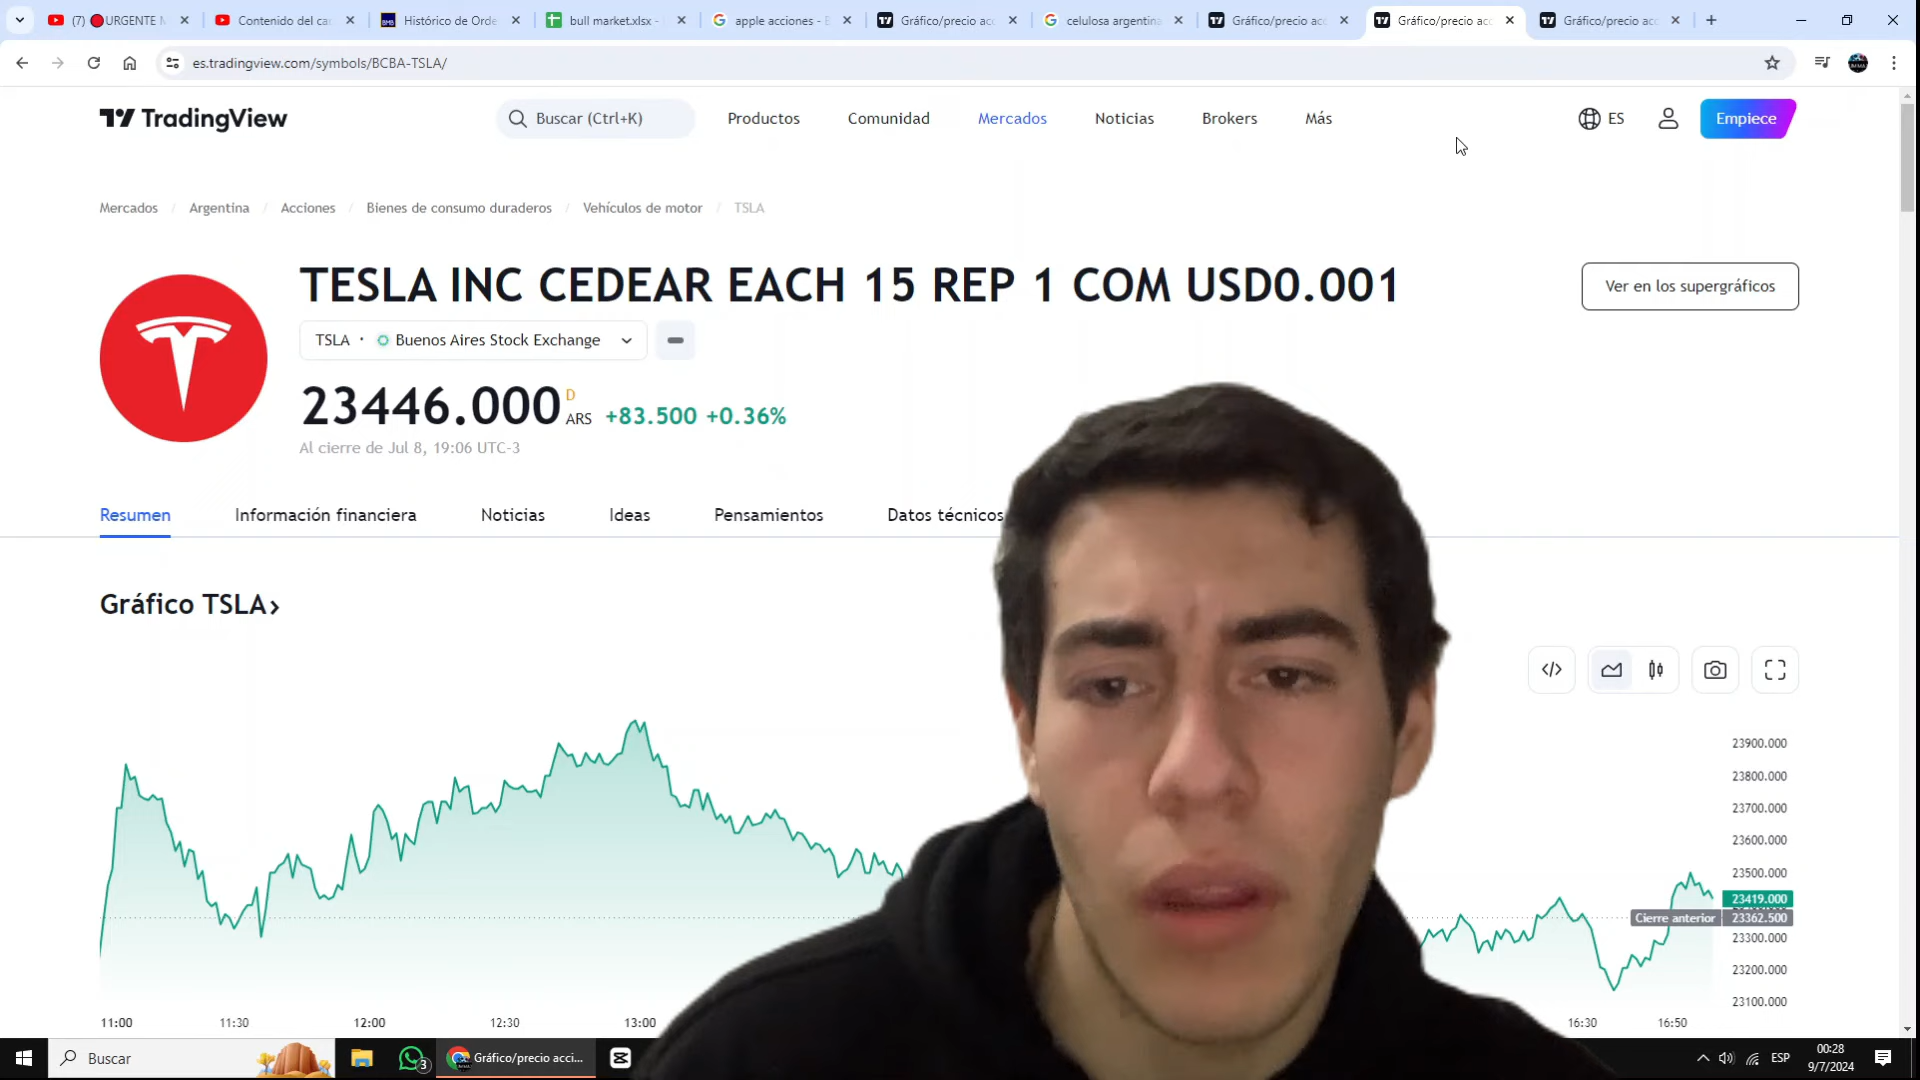 (7) 🔴URGENTE
Contenido del ca
Histórico de Orde
bull market.xlsx -
apple acciones -
Gráfico/precio acc
celulosa argentina
Gráfico/precio acc
Gráfico/precio acc
Gráfico/precio acc
es.tradingview.com/symbols/BCBA-TSLA/
TradingView
Buscar (Ctrl+K)
Productos
Comunidad
Mercados
Noticias
Brokers
Más
ES
Empiece
Mercados / Argentina / Acciones / Bienes de consumo duraderos / Vehículos de motor / TSLA
TESLA INC CEDEAR EACH 15 REP 1 COM USD0.001
Ver en los supergráficos
TSLA · Buenos Aires Stock Exchange
23446.000 D ARS +83.500 +0.36%
Al cierre de Jul 8, 19:06 UTC-3
Resumen
Información financiera
Noticias
Ideas
Pensamientos
Datos técnicos
Gráfico TSLA›
23900.000
23800.000
23700.000
23600.000
23500.000
23419.000
Cierre anterior 23362.500
23300.000
23200.000
23100.000
11:00 11:30 12:00 12:30 13:00 16:30 16:50
Buscar
3
Gráfico/precio acci...
ESP
00:28
9/7/2024